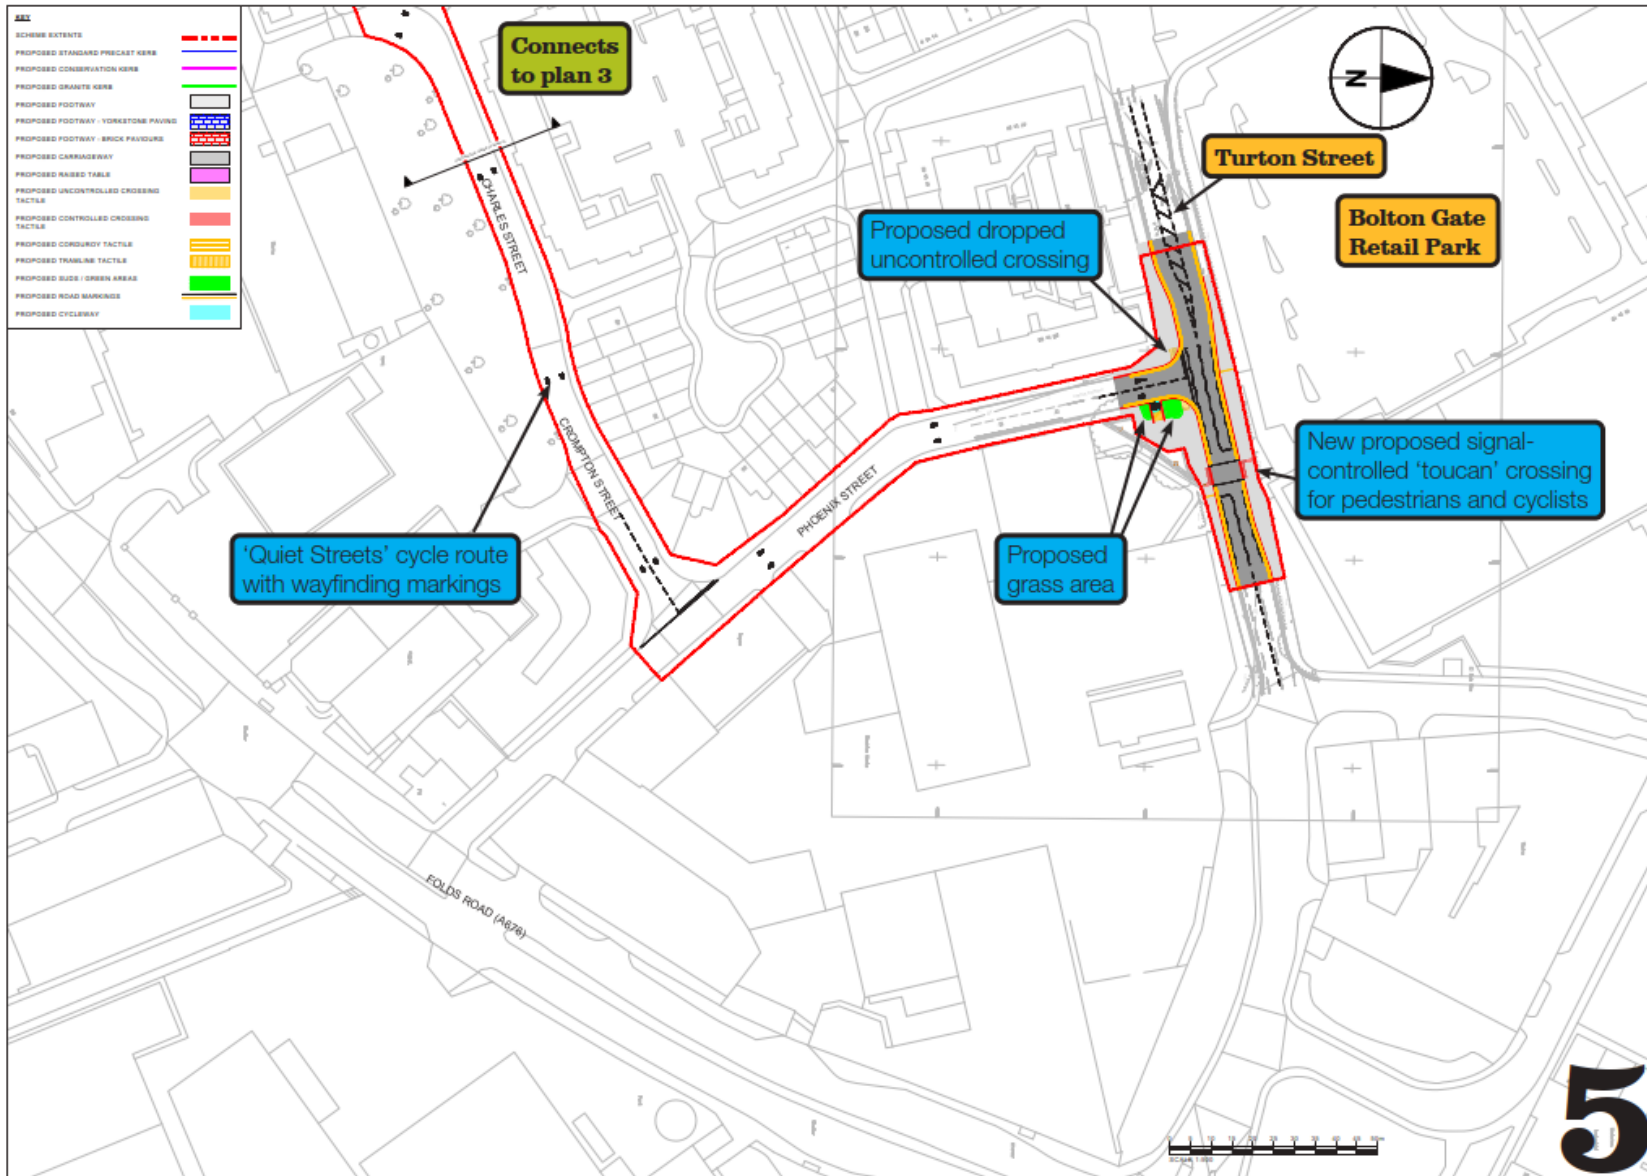 KEY
SCHEME EXTENTS
PROPOSED STANDARD PRECAST KERB
PROPOSED CONSERVATION KERB
PROPOSED GRANITE KERB
PROPOSED FOOTWAY
PROPOSED FOOTWAY - YORKSTONE PAVING
PROPOSED FOOTWAY - BRICK PAVIOURS
PROPOSED CARRIAGEWAY
PROPOSED RAISED TABLE
PROPOSED UNCONTROLLED CROSSING
TACTILE
PROPOSED CONTROLLED CROSSING
TACTILE
PROPOSED CORDUROY TACTILE
PROPOSED TRAMLINE TACTILE
PROPOSED SUDS / GREEN AREAS
PROPOSED ROAD MARKINGS
PROPOSED CYCLEWAY
Connects
to plan 3
N
Turton Street
Bolton Gate
Retail Park
Proposed dropped
uncontrolled crossing
CHARLES STREET
CROMPTON STREET
PHOENIX STREET
New proposed signal-
controlled ‘toucan’ crossing
for pedestrians and cyclists
‘Quiet Streets’ cycle route
with wayfinding markings
Proposed
grass area
FOLDS ROAD (A676)
5